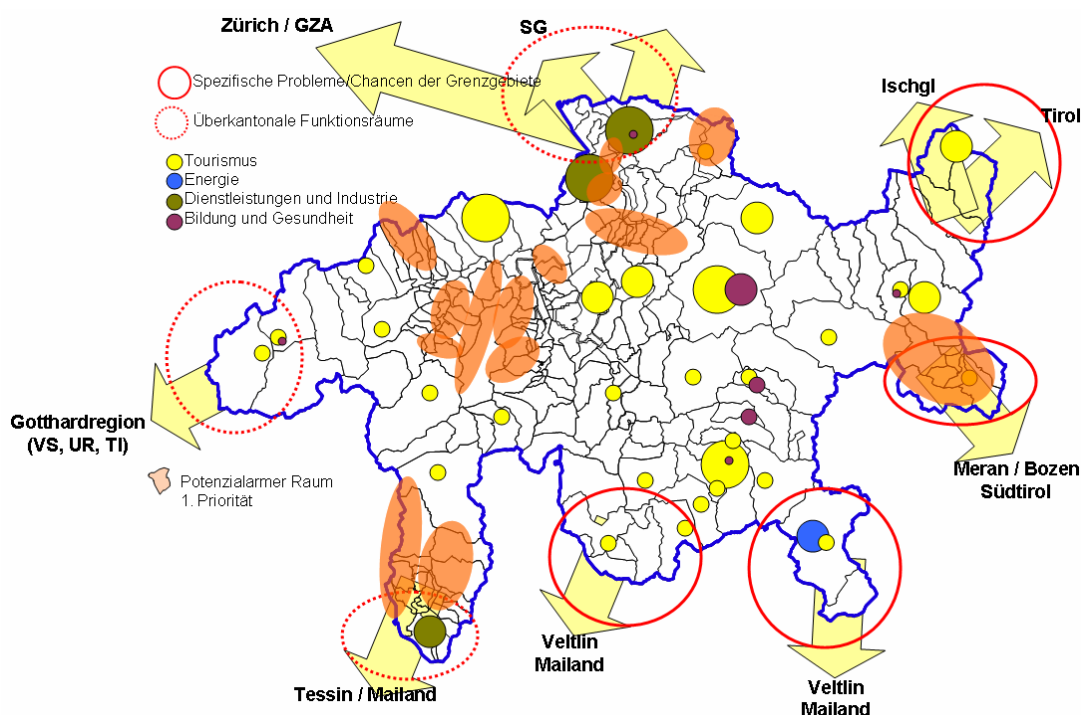 Zürich / GZA
SG
Spezifische Probleme/Chancen der Grenzgebiete
Überkantonale Funktionsräume
Tourismus
Energie
Dienstleistungen und Industrie
Bildung und Gesundheit
Ischgl
Tirol
Gotthardregion
(VS, UR, TI)
Potenzialarmer Raum
1. Priorität
Meran / Bozen
Südtirol
Veltlin
Mailand
Tessin / Mailand
Veltlin
Mailand